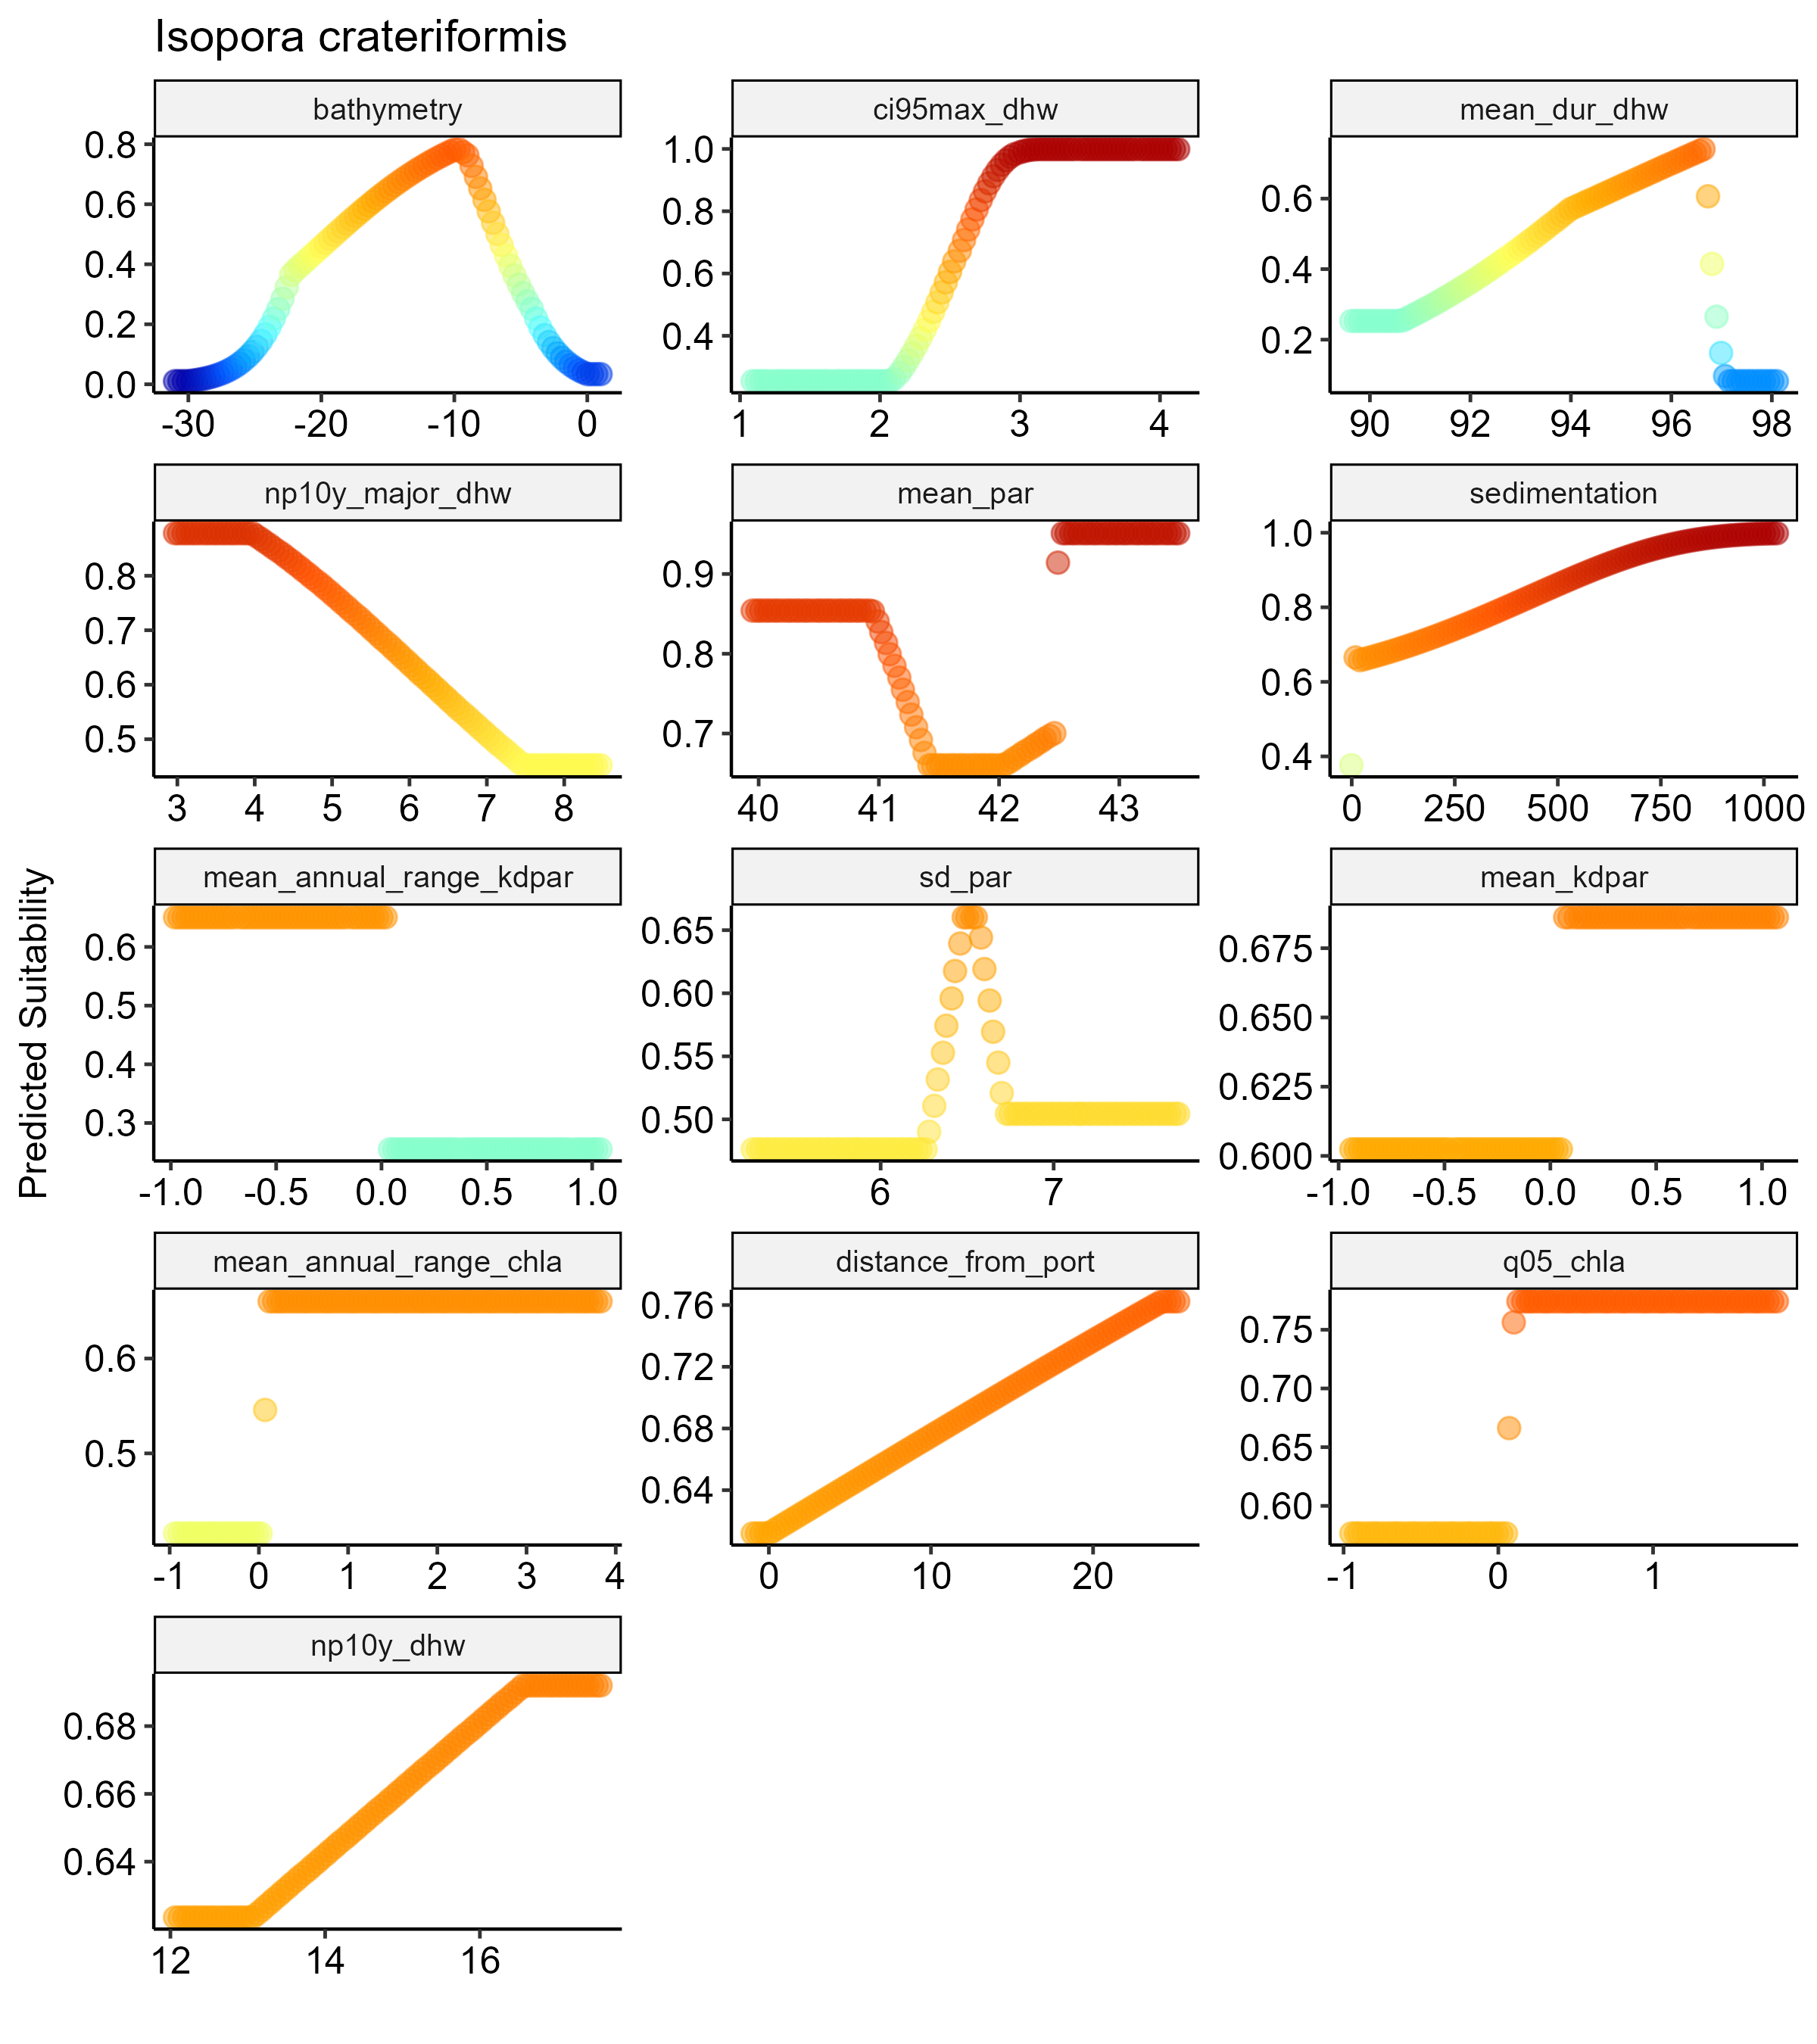 Isopora crateriformis
bathymetry
ci95max_dhw
mean_dur_dhw
0.8
0.6
0.4
0.2
0.0
1.0
0.8
0.6
0.4
0.6
0.4
0.2
-30 -20 -10 0
1 2 3 4
90 92 94 96 98
np10y_major_dhw
mean_par
sedimentation
0.8
0.7
0.6
0.5
0.9
0.8
0.7
1.0
0.8
0.6
0.4
3 4 5 6 7 8
40 41 42 43
0 250 500 750 1000
Predicted Suitability
mean_annual_range_kdpar
sd_par
mean_kdpar
0.6
0.5
0.4
0.3
0.65
0.60
0.55
0.50
0.675
0.650
0.625
0.600
-1.0 -0.5 0.0 0.5 1.0
6 7
-1.0 -0.5 0.0 0.5 1.0
mean_annual_range_chla
distance_from_port
q05_chla
0.6
0.5
0.76
0.72
0.68
0.64
0.75
0.70
0.65
0.60
-1 0 1 2 3 4
0 10 20
-1 0 1
np10y_dhw
0.68
0.66
0.64
12 14 16